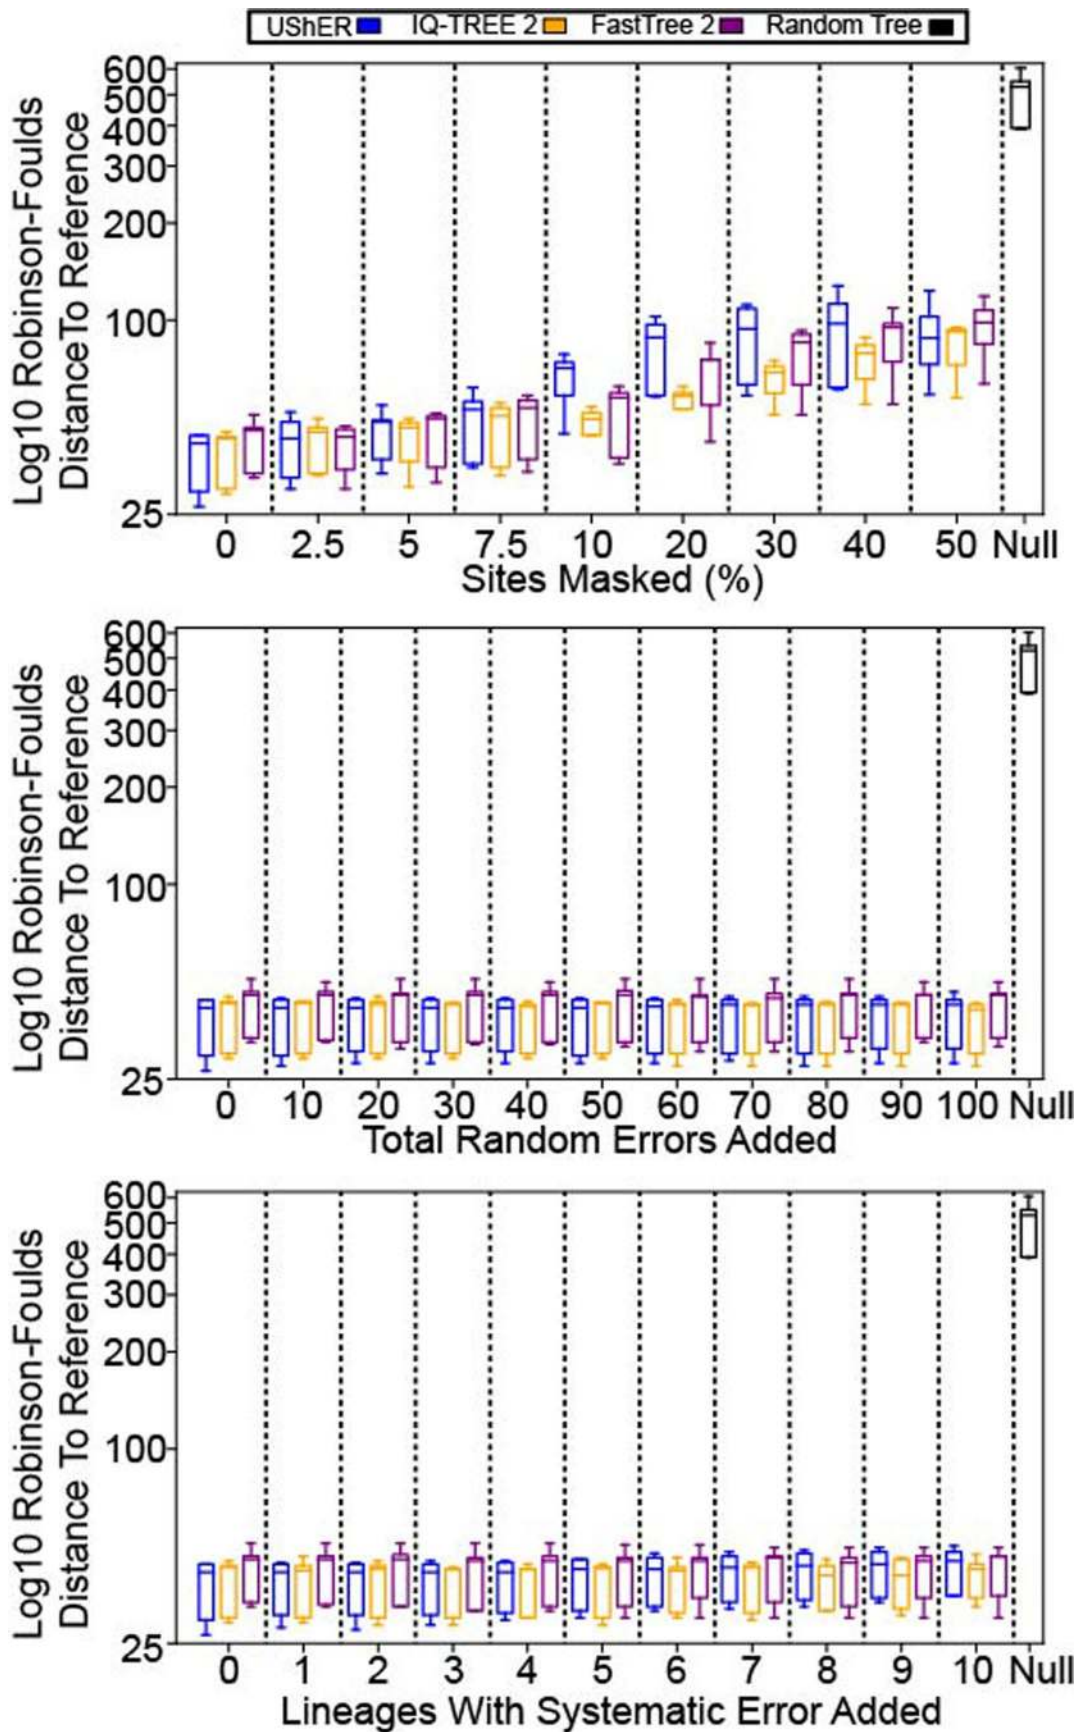 UShER IQ-TREE 2 FastTree 2 Random Tree
Log10 Robinson-Foulds
Distance To Reference
600
500
400
300
200
100
25
0 2.5 5 7.5 10 20 30 40 50 Null
Sites Masked (%)
Log10 Robinson-Foulds
Distance To Reference
600
500
400
300
200
100
25
0 10 20 30 40 50 60 70 80 90 100 Null
Total Random Errors Added
Log10 Robinson-Foulds
Distance To Reference
600
500
400
300
200
100
25
0 1 2 3 4 5 6 7 8 9 10 Null
Lineages With Systematic Error Added